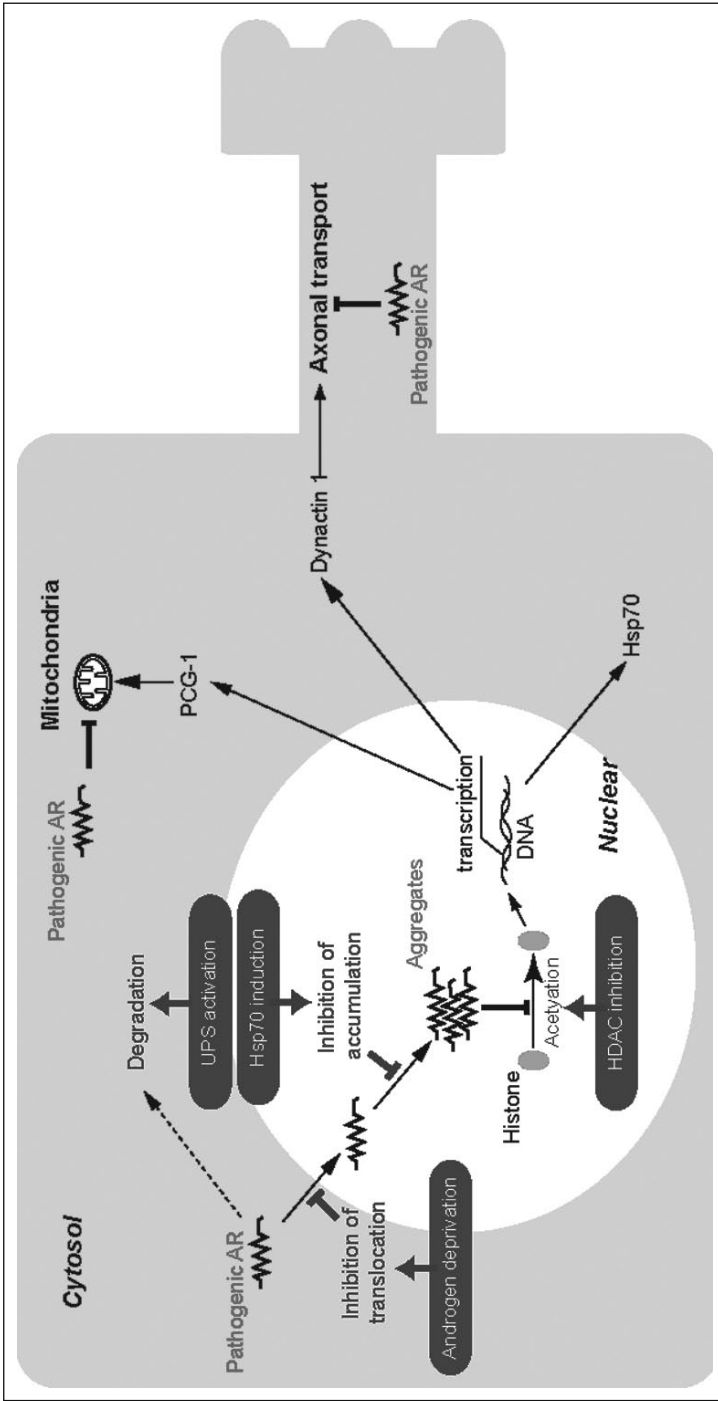 Cytosol
Pathogenic AR
Degradation
UPS activation
Hsp70 induction
Inhibition of
accumulation
Inhibition of
translocation
Androgen deprivation
Aggregates
Histone
Acetyation
HDAC inhibition
Pathogenic AR
Mitochondria
PCG-1
transcription
DNA
Nuclear
Hsp70
Dynactin 1
Axonal transport
Pathogenic AR